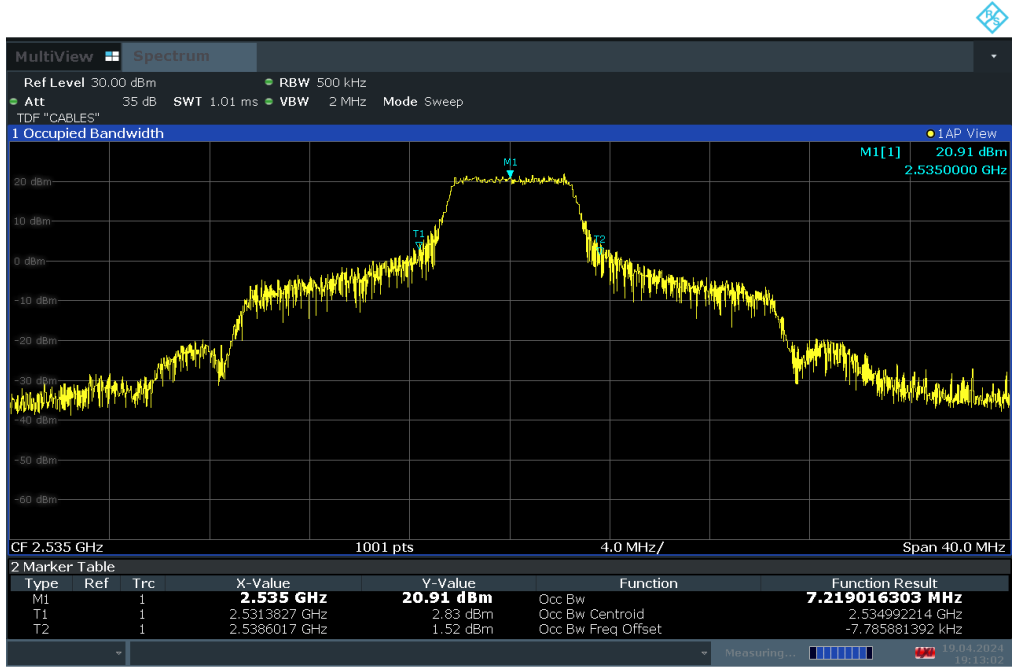 R&S
MultiView Spectrum
Ref Level 30.00 dBm RBW 500 kHz
Att 35 dB SWT 1.01 ms VBW 2 MHz Mode Sweep
TDF "CABLES"
1 Occupied Bandwidth 1AP View
M1[1] 20.91 dBm
2.5350000 GHz
M1
20 dBm
10 dBm
T1
T2
0 dBm
-10 dBm
-20 dBm
-30 dBm
-40 dBm
-50 dBm
-60 dBm
CF 2.535 GHz 1001 pts 4.0 MHz/ Span 40.0 MHz
2 Marker Table
Type Ref Trc X-Value Y-Value Function Function Result
M1 1 2.535 GHz 20.91 dBm Occ Bw 7.219016303 MHz
T1 1 2.5313827 GHz 2.83 dBm Occ Bw Centroid 2.534992214 GHz
T2 1 2.5386017 GHz 1.52 dBm Occ Bw Freq Offset -7.785881392 kHz
Measuring... 19.04.2024
19:13:02